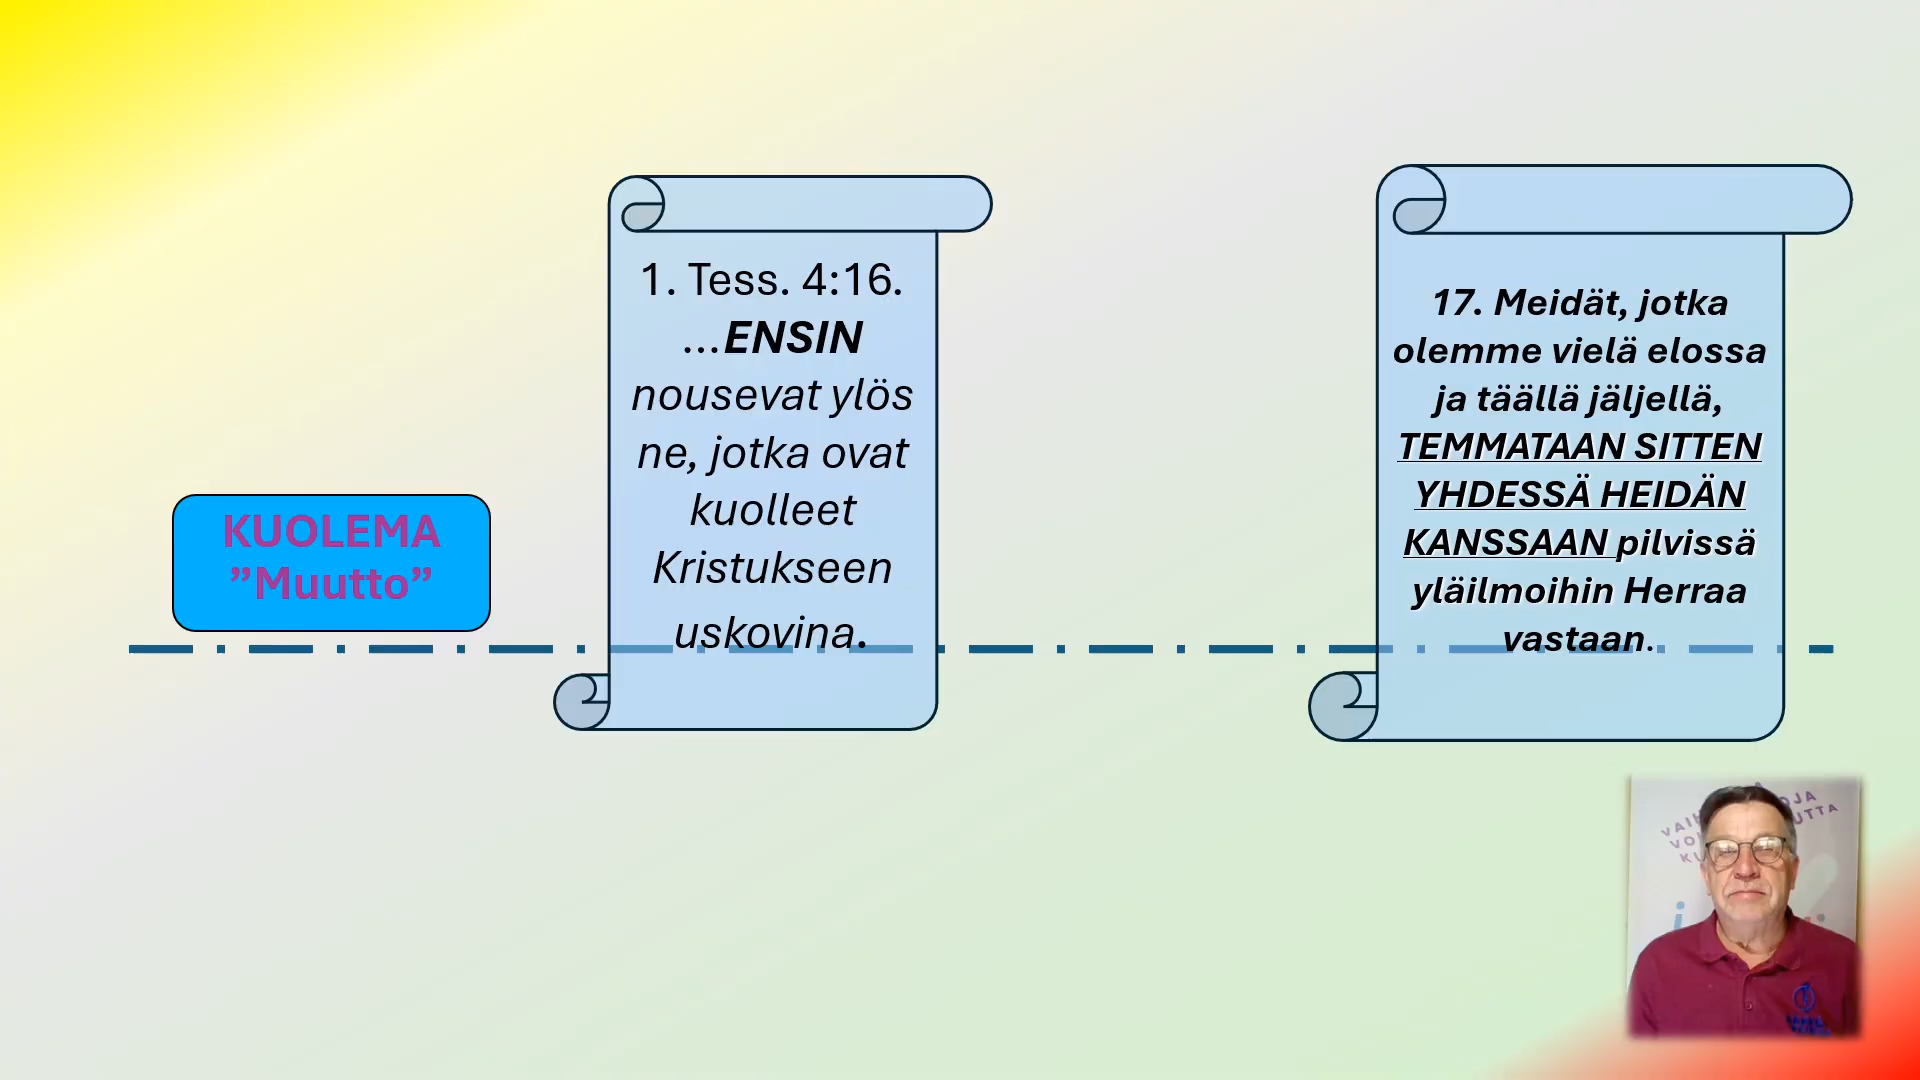 KUOLEMA
”Muutto”
1. Tess. 4:16.
...ENSIN
nousevat ylös
ne, jotka ovat
kuolleet
Kristukseen
uskovina.
17. Meidät, jotka
olemme vielä elossa
ja täällä jäljellä,
TEMMATAAN SITTEN
YHDESSÄ HEIDÄN
KANSSAAN pilvissä
yläilmoihin Herraa
vastaan.